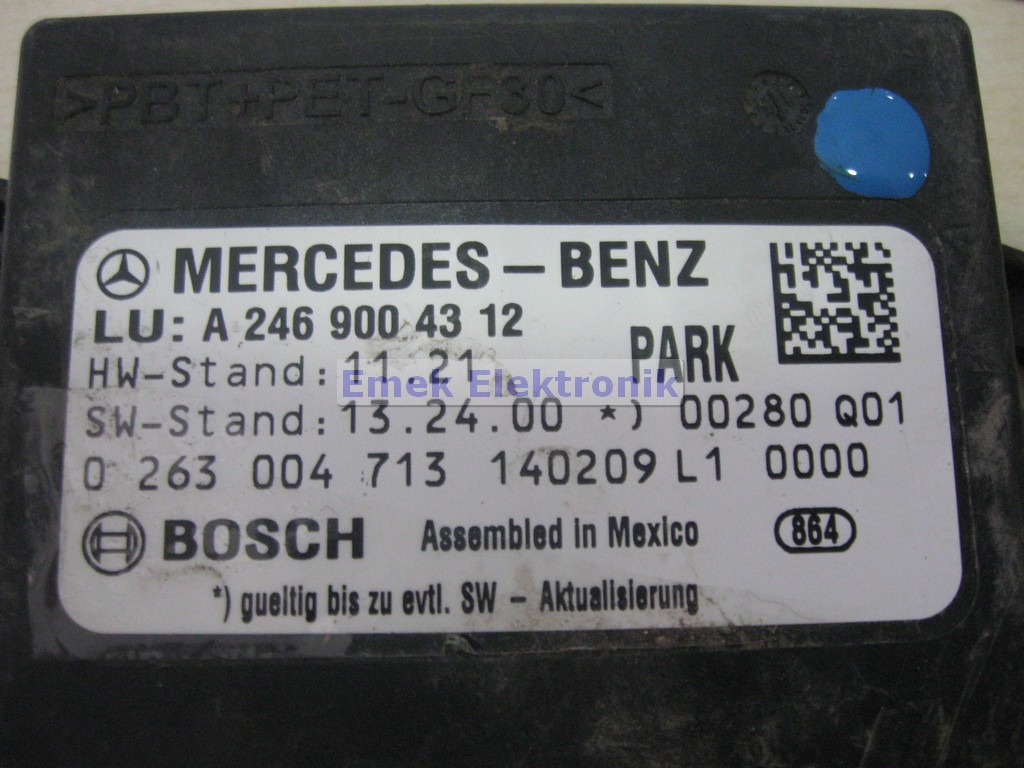 >PBT+PET-GF30<
MERCEDES-BENZ
LU: A 246 900 43 12
PARK
HW-Stand: 11.21
Emek Elektronik
SW-Stand: 13.24.00 *) 00280 Q01
0 263 004 713 140209 L1 0000
BOSCH Assembled in Mexico 864
*) gueltig bis zu evtl. SW - Aktualisierung